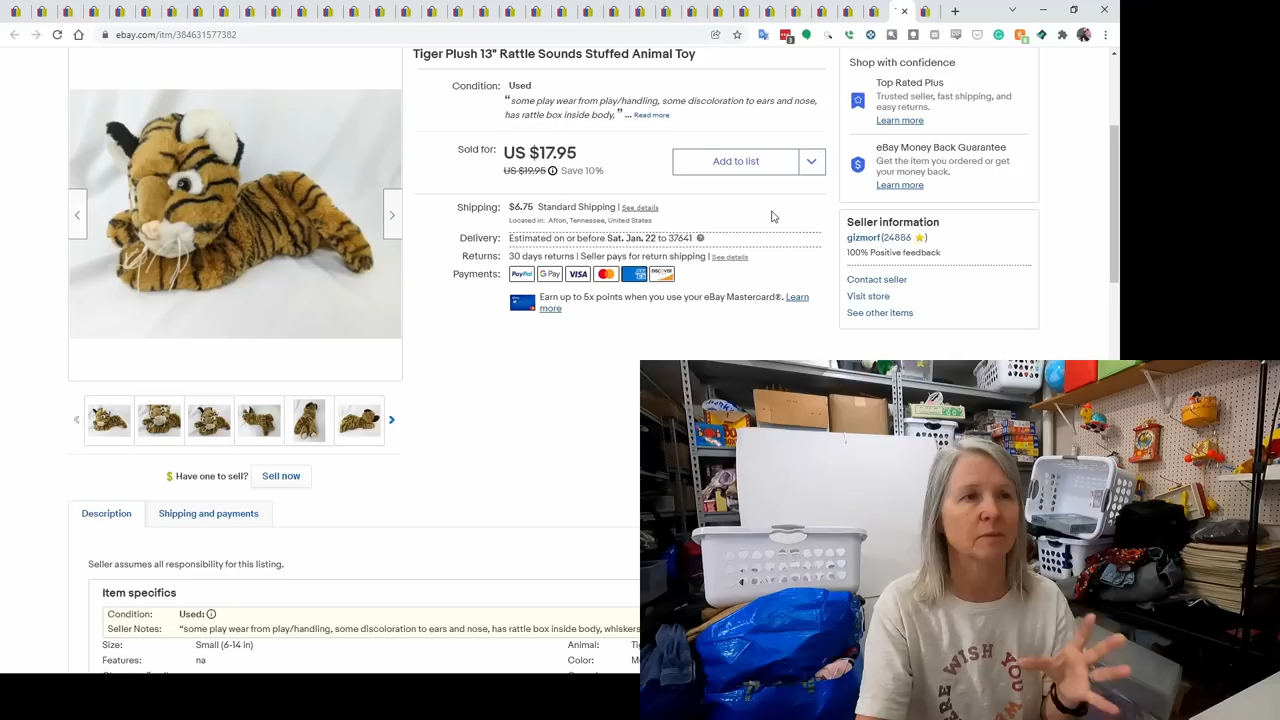 ebay.com/itm/384631577382
Tiger Plush 13" Rattle Sounds Stuffed Animal Toy
Condition: Used
“some play wear from play/handling, some discoloration to ears and nose,
has rattle box inside body,” ... Read more
Sold for: US $17.95
US $19.95 Save 10%
Add to list
Shipping: $6.75 Standard Shipping | See details
Located in: Afton, Tennessee, United States
Delivery: Estimated on or before Sat. Jan. 22 to 37641
Returns: 30 days returns | Seller pays for return shipping | See details
Payments: PayPal G Pay VISA DISCOVER
Earn up to 5x points when you use your eBay Mastercard®. Learn
more
Shop with confidence
Top Rated Plus
Trusted seller, fast shipping, and
easy returns.
Learn more
eBay Money Back Guarantee
Get the item you ordered or get
your money back.
Learn more
Seller information
gizmorf (24886)
100% Positive feedback
Contact seller
Visit store
See other items
Have one to sell? Sell now
Description
Shipping and payments
Seller assumes all responsibility for this listing.
Item specifics
Condition: Used:
Seller Notes: “some play wear from play/handling, some discoloration to ears and nose, has rattle box inside body, whiskers
Size: Small (6-14 in)
Animal:
Features: na
Color:
WISH YOU